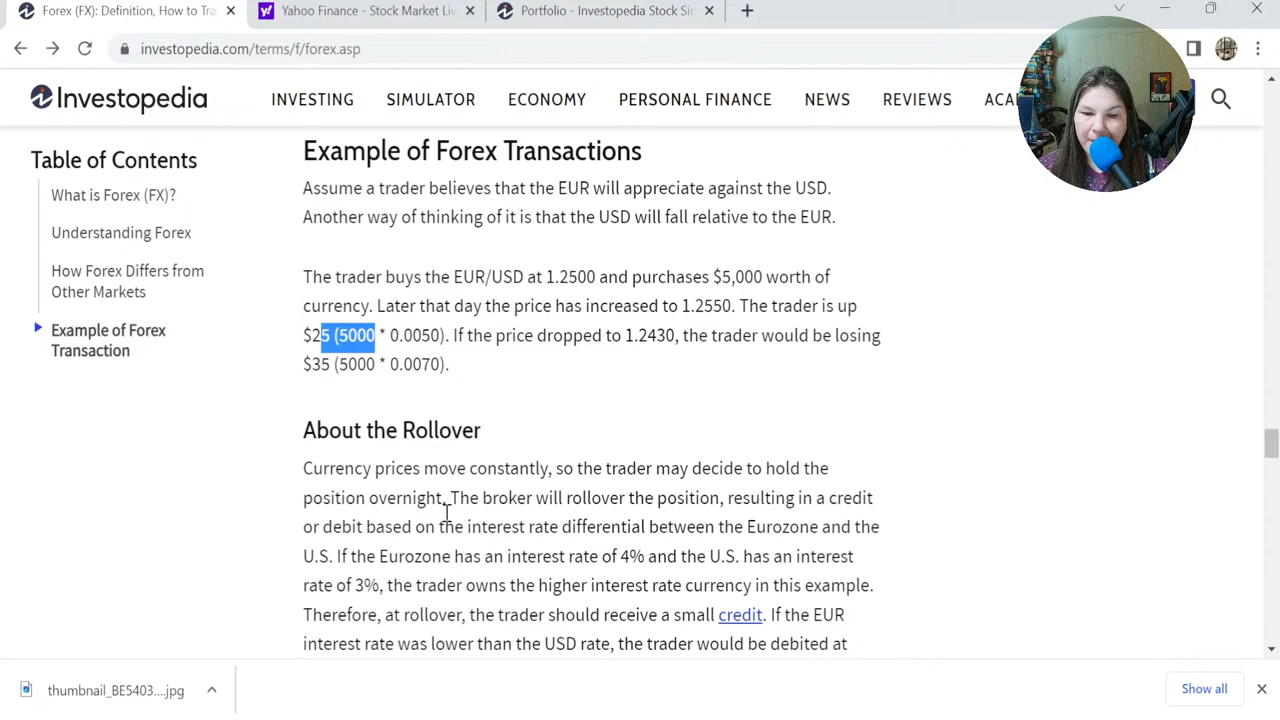 Forex (FX): Definition, How to Tra
Yahoo Finance - Stock Market Liv
Portfolio - Investopedia Stock Sim
investopedia.com/terms/f/forex.asp
Investopedia
INVESTING
SIMULATOR
ECONOMY
PERSONAL FINANCE
NEWS
REVIEWS
ACA
Table of Contents
What is Forex (FX)?
Understanding Forex
How Forex Differs from
Other Markets
Example of Forex
Transaction
Example of Forex Transactions
Assume a trader believes that the EUR will appreciate against the USD.
Another way of thinking of it is that the USD will fall relative to the EUR.
The trader buys the EUR/USD at 1.2500 and purchases $5,000 worth of
currency. Later that day the price has increased to 1.2550. The trader is up
$25 (5000 * 0.0050). If the price dropped to 1.2430, the trader would be losing
$35 (5000 * 0.0070).
About the Rollover
Currency prices move constantly, so the trader may decide to hold the
position overnight. The broker will rollover the position, resulting in a credit
or debit based on the interest rate differential between the Eurozone and the
U.S. If the Eurozone has an interest rate of 4% and the U.S. has an interest
rate of 3%, the trader owns the higher interest rate currency in this example.
Therefore, at rollover, the trader should receive a small credit. If the EUR
interest rate was lower than the USD rate, the trader would be debited at
thumbnail_BE5403....jpg
Show all